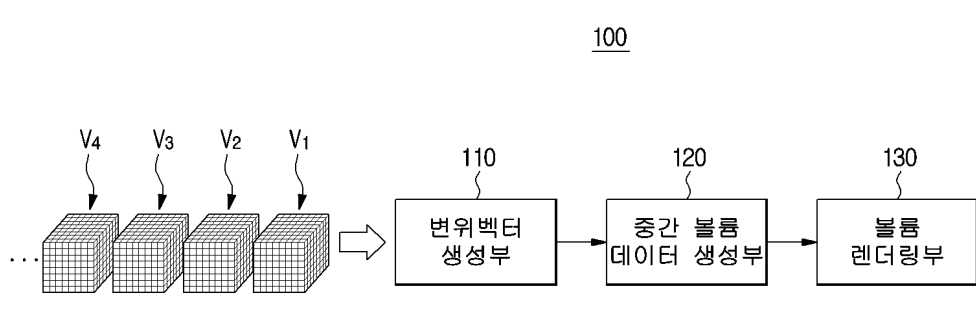 100
V4 V3 V2 V1
110 120 130
변위벡터
생성부
중간 볼륨
데이터 생성부
볼륨
렌더링부
...